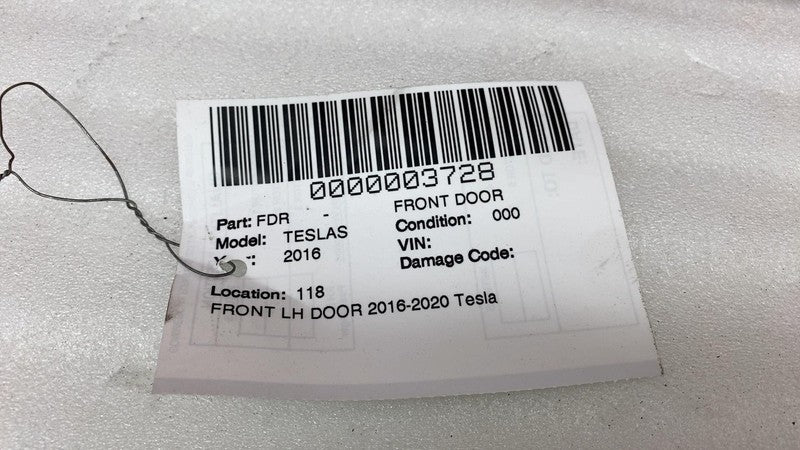 0000003728
Part: FDR - FRONT DOOR
Model: TESLAS Condition: 000
2016 VIN:
Damage Code:
Location: 118
FRONT LH DOOR 2016-2020 Tesla